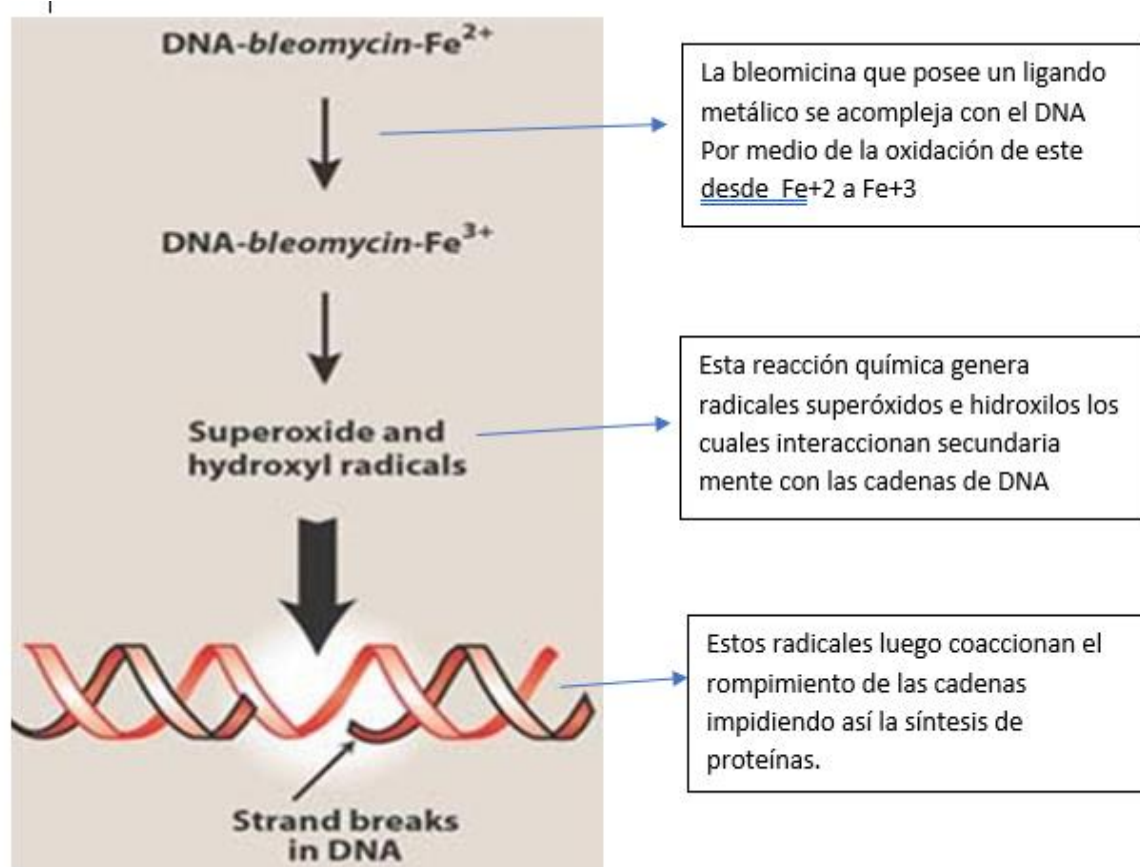 DNA-bleomycin-Fe2+
La bleomicina que posee un ligando
metálico se acompleja con el DNA
Por medio de la oxidación de este
desde  Fe+2 a Fe+3
DNA-bleomycin-Fe3+
Superoxide and
hydroxyl radicals
Esta reacción química genera
radicales superóxidos e hidroxilos los
cuales interaccionan secundaria
mente con las cadenas de DNA
Estos radicales luego coaccionan el
rompimiento de las cadenas
impidiendo así la síntesis de
proteínas.
Strand breaks
in DNA